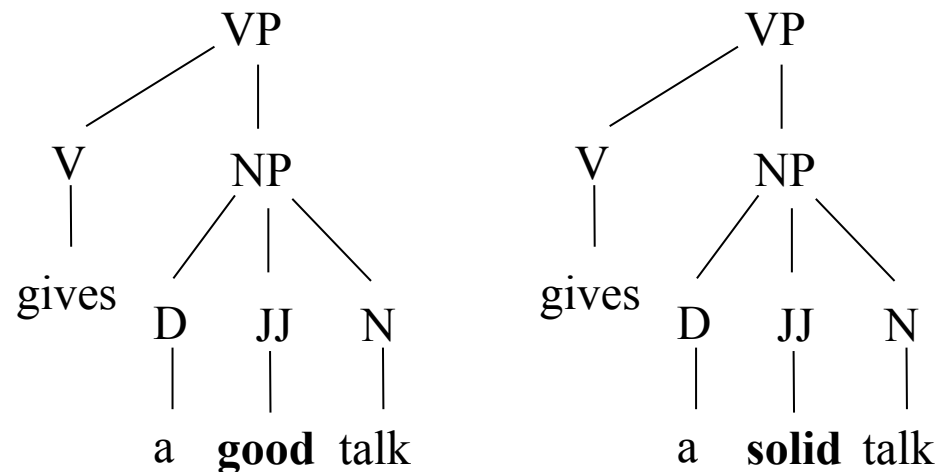 VP VP
V NP V NP
gives gives
D JJ N D JJ N
a good talk a solid talk